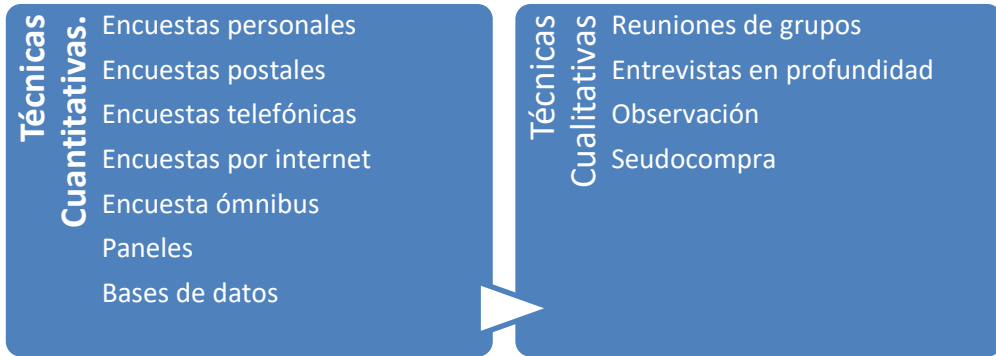 Técnicas
Cuantitativas.
Encuestas personales
Encuestas postales
Encuestas telefónicas
Encuestas por internet
Encuesta ómnibus
Paneles
Bases de datos
Técnicas
Cualitativas
Reuniones de grupos
Entrevistas en profundidad
Observación
Seudocompra